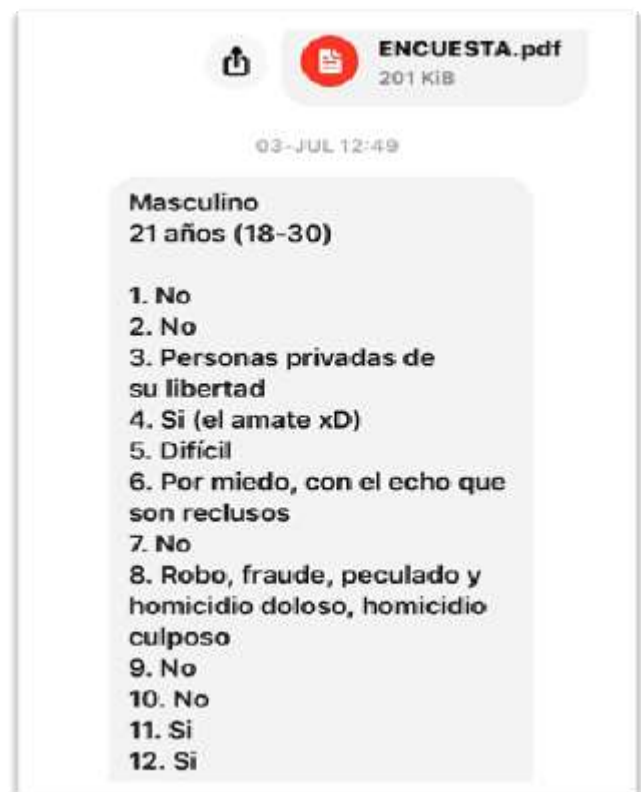 ENCUESTA.pdf
201 KiB
03-JUL 12:49
Masculino
21 años (18-30)
1. No
2. No
3. Personas privadas de
su libertad
4. Si (el amate xD)
5. Difícil
6. Por miedo, con el echo que
son reclusos
7. No
8. Robo, fraude, peculado y
homicidio doloso, homicidio
culposo
9. No
10. No
11. Si
12. Si